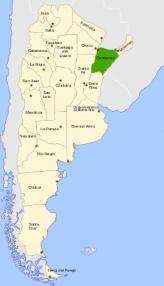 Jujuy
Salta
Formosa
Tucumán
Chaco
Misiones
Catamarca
Santiago
del
Estero
Corrientes
La Rioja
Santa
Fe
San Juan
Córdoba
Entre
Ríos
Mendoza
San
Luis
Buenos Aires
La Pampa
Neuquén
Río Negro
Chubut
Santa
Cruz
Tierra del Fuego